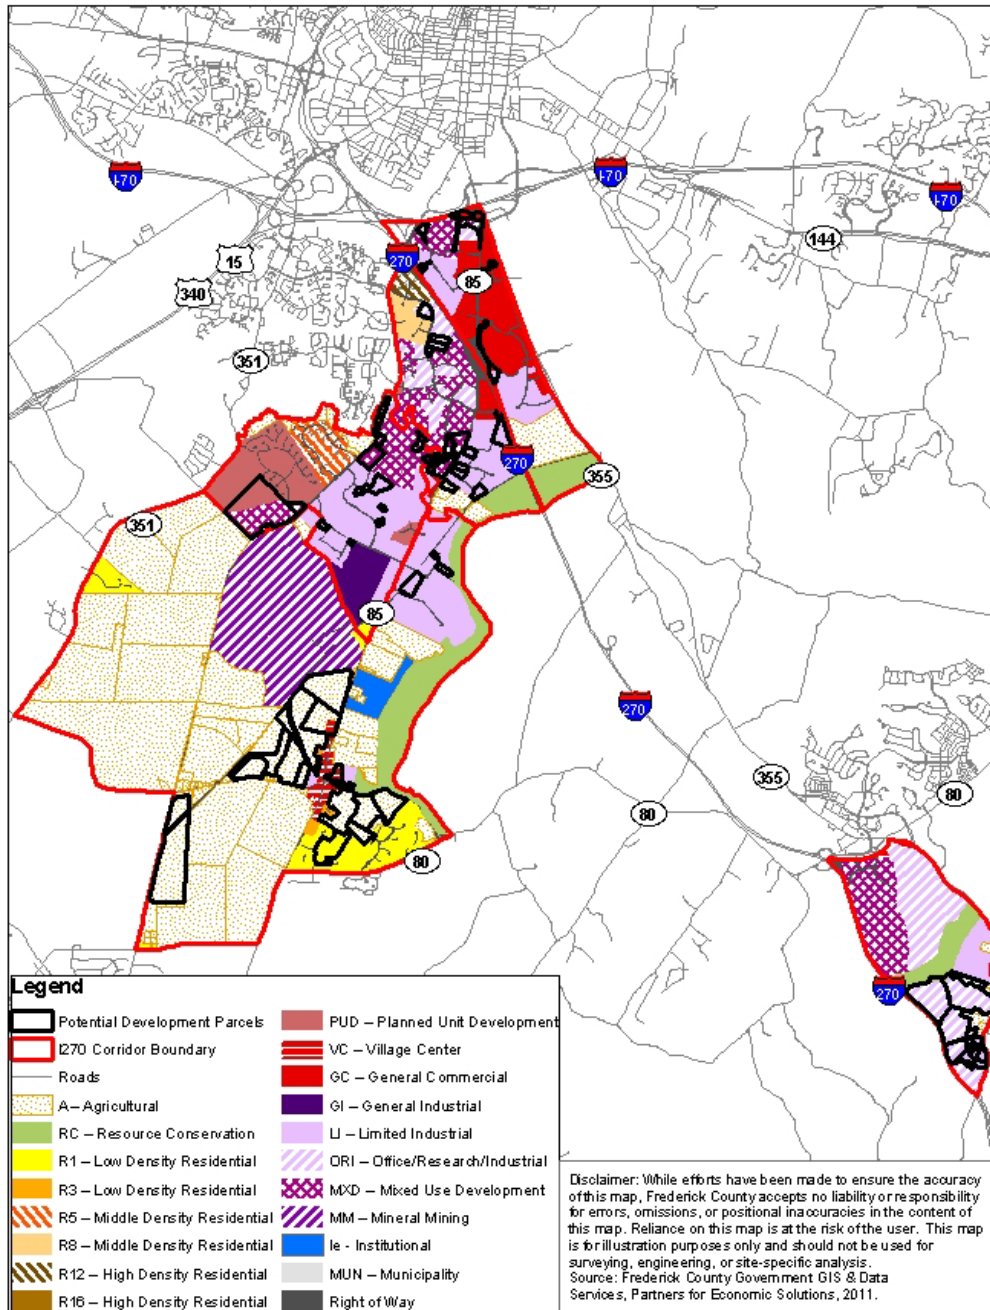 I-70
I-70
I-70
144
15
270
85
340
351
270
355
351
85
270
355
80
80
80
270
Legend
Potential Development Parcels
I270 Corridor Boundary
Roads
A – Agricultural
RC – Resource Conservation
R1 – Low Density Residential
R3 – Low Density Residential
R5 – Middle Density Residential
R8 – Middle Density Residential
R12 – High Density Residential
R16 – High Density Residential
PUD – Planned Unit Development
VC – Village Center
GC – General Commercial
GI – General Industrial
LI – Limited Industrial
ORI – Office/Research/Industrial
MXD – Mixed Use Development
MM – Mineral Mining
Ie - Institutional
MUN – Municipality
Right of Way
Disclaimer: While efforts have been made to ensure the accuracy
of this map, Frederick County accepts no liability or responsibility
for errors, omissions, or positional inaccuracies in the content of
this map. Reliance on this map is at the risk of the user. This map
is for illustration purposes only and should not be used for
surveying, engineering, or site-specific analysis.
Source: Frederick County Government GIS & Data
Services, Partners for Economic Solutions, 2011.